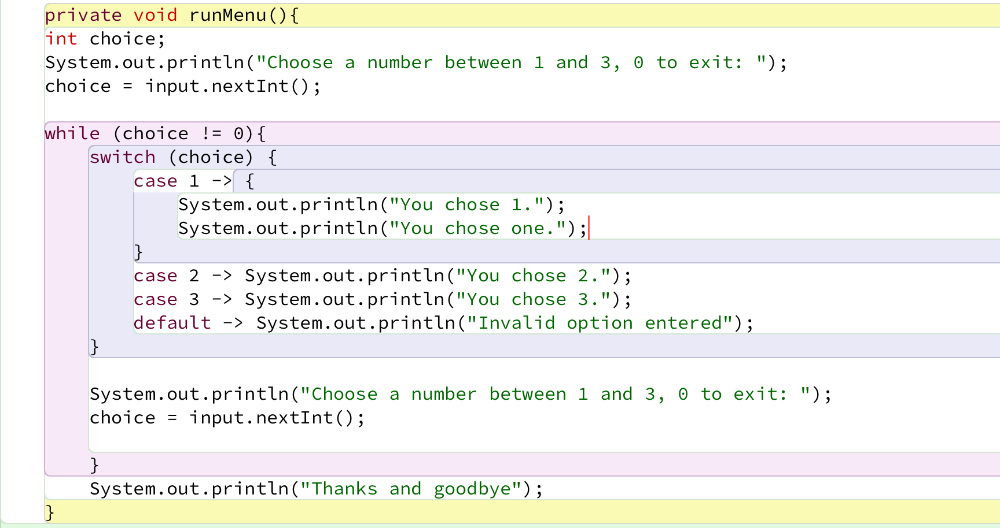 private void runMenu(){
int choice;
System.out.println("Choose a number between 1 and 3, 0 to exit: ");
choice = input.nextInt();
while (choice != 0){
switch (choice) {
case 1 -> {
System.out.println("You chose 1.");
System.out.println("You chose one.");
}
case 2 -> System.out.println("You chose 2.");
case 3 -> System.out.println("You chose 3.");
default -> System.out.println("Invalid option entered");
}
System.out.println("Choose a number between 1 and 3, 0 to exit: ");
choice = input.nextInt();
}
System.out.println("Thanks and goodbye");
}